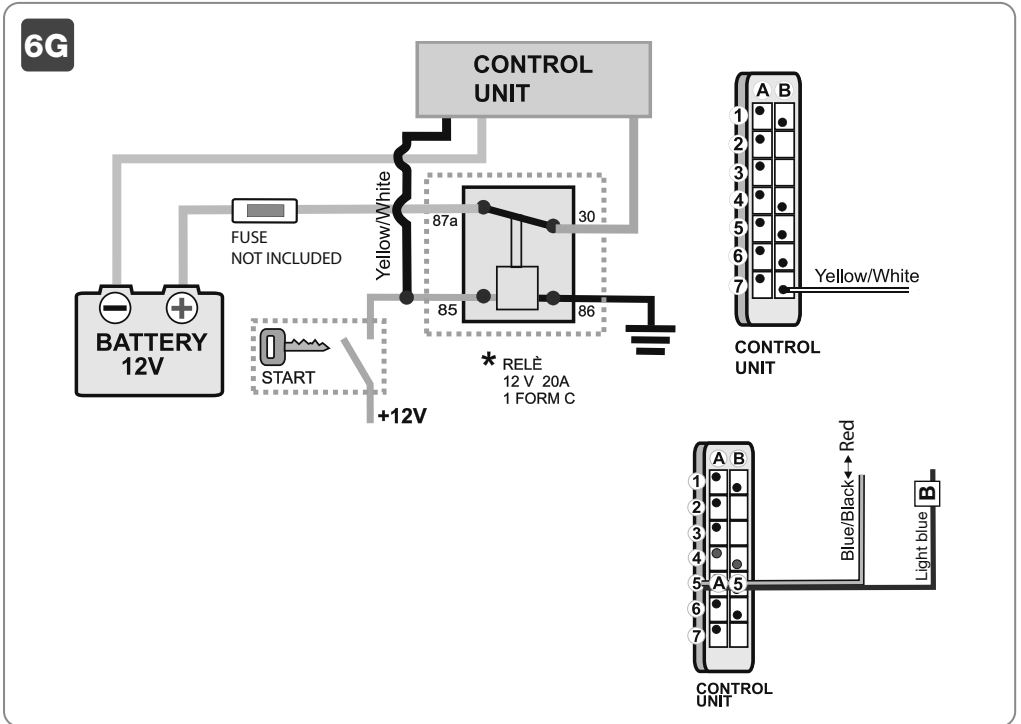 6G
CONTROL
UNIT
Yellow/White
87a
30
FUSE
NOT INCLUDED
85
86
BATTERY
12V
START
+12V
* RELÈ
12 V 20A
1 FORM C
A B
1
2
3
4
5
6
7
Yellow/White
CONTROL
UNIT
A B
1
2
3
4
5 A 5
6
7
Blue/Black↔Red
Light blue
B
CONTROL
UNIT